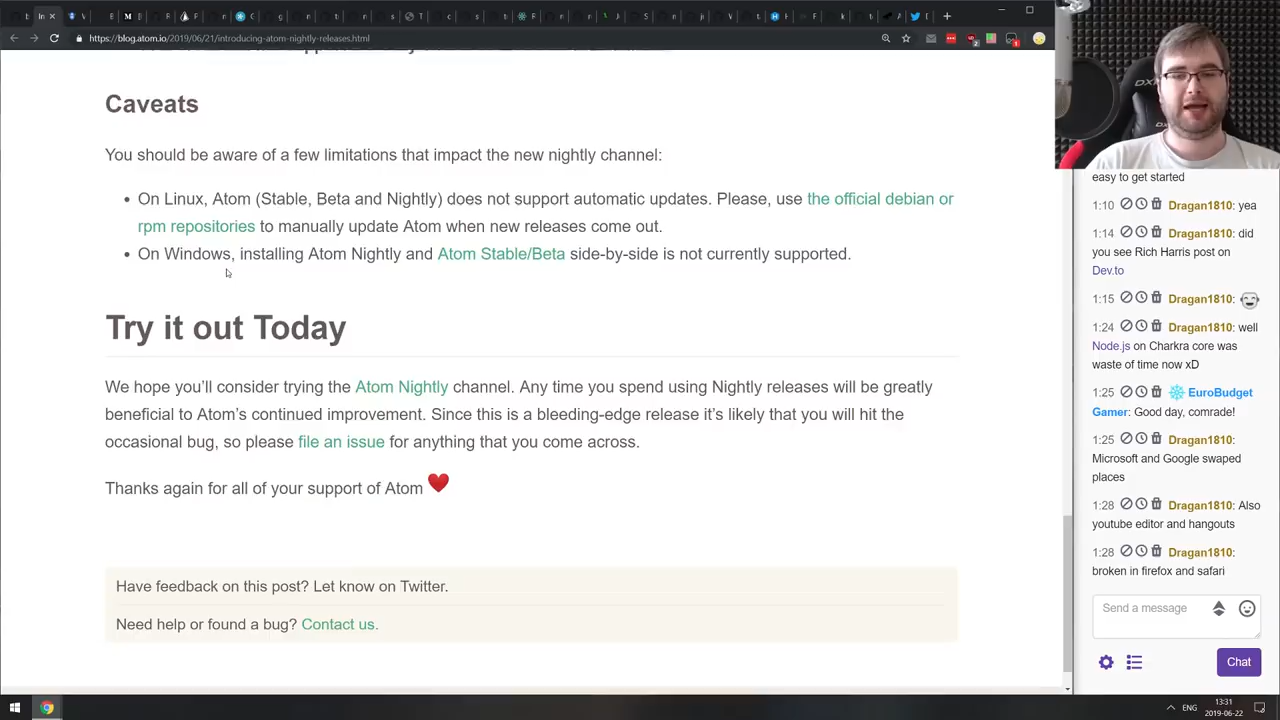 In
https://blog.atom.io/2019/06/21/introducing-atom-nightly-releases.html
Caveats
You should be aware of a few limitations that impact the new nightly channel:
On Linux, Atom (Stable, Beta and Nightly) does not support automatic updates. Please, use the official debian or
rpm repositories to manually update Atom when new releases come out.
On Windows, installing Atom Nightly and Atom Stable/Beta side-by-side is not currently supported.
Try it out Today
We hope you'll consider trying the Atom Nightly channel. Any time you spend using Nightly releases will be greatly
beneficial to Atom's continued improvement. Since this is a bleeding-edge release it's likely that you will hit the
occasional bug, so please file an issue for anything that you come across.
Thanks again for all of your support of Atom
Have feedback on this post? Let know on Twitter.
Need help or found a bug? Contact us.
easy to get started
1:10 Dragan1810: yea
1:14 Dragan1810: did
you see Rich Harris post on
Dev.to
1:15 Dragan1810:
1:24 Dragan1810: well
Node.js on Charkra core was
waste of time now xD
1:25 EuroBudget
Gamer: Good day, comrade!
1:25 Dragan1810:
Microsoft and Google swaped
places
1:28 Dragan1810: Also
youtube editor and hangouts
1:28 Dragan1810:
broken in firefox and safari
Send a message
Chat
ENG
13:31
2019-06-22